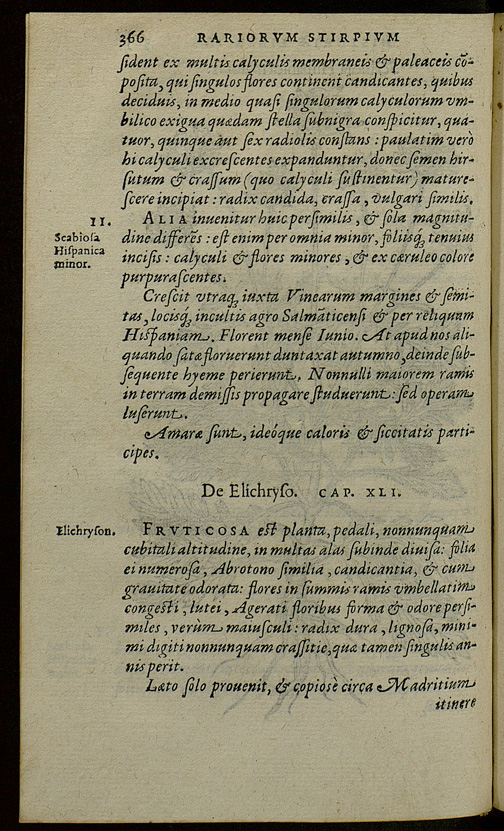 366 RARIORVM STIRPIVM
ſident ex multis calyculis membraneis & paleaceis cõ-
poſita, qui ſingulos flores continent candicantes, quibus
deciduis, in medio quaſi ſingulorum calyculorum vm-
bilico exigua quædam ſtella ſubnigra conſpicitur, qua-
tuor, quinque aut ſex radiolis conſtans : paulatim verò
hi calyculi excreſcentes expanduntur, donec ſemen hir-
ſutum & craſſum (quo calyculi ſuſtinentur) mature-
ſcere incipiat : radix candida, craſſa, vulgari ſimilis.
II.
Scabioſa
Hiſpanica
minor.
ALIA inuenitur huic perſimilis, & ſola magnitu-
dine differẽs : eſt enim per omnia minor, foliisq́ tenuius
inciſis : calyculi & flores minores, & ex cæruleo colore
purpuraſcentes.
Creſcit vtraq́ iuxta Vinearum margines & ſemi-
tas, locisq́ incultis agro Salmãticenſi & per reliquam
Hiſpaniam. Florent menſe Iunio. At apud nos ali-
quando ſatæ floruerunt duntaxat autumno, deinde ſub-
ſequente hyeme perierunt. Nonnulli maiorem ramis
in terram demiſſis propagare ſtuduerunt : ſed operam
luſerunt.
Amaræ ſunt, ideóque caloris & ſiccitatis parti-
cipes.
De Elichryſo. CAP. XLI.
Elichryſon.
FRVTICOSA eſt planta, pedali, nonnunquam
cubitali altitudine, in multas alas ſubinde diuiſa: folia
ei numeroſa, Abrotono ſimilia, candicantia, & cum
grauitate odorata: flores in ſummis ramis vmbellatim
congeſti, lutei, Agerati floribus forma & odore perſi-
miles, verùm maiuſculi : radix dura, lignoſa, mini-
mi digiti nonnunquam craſſitie, quæ tamen ſingulis an-
nis perit.
Læto ſolo prouenit, & copioſè circa Madritium
itinere